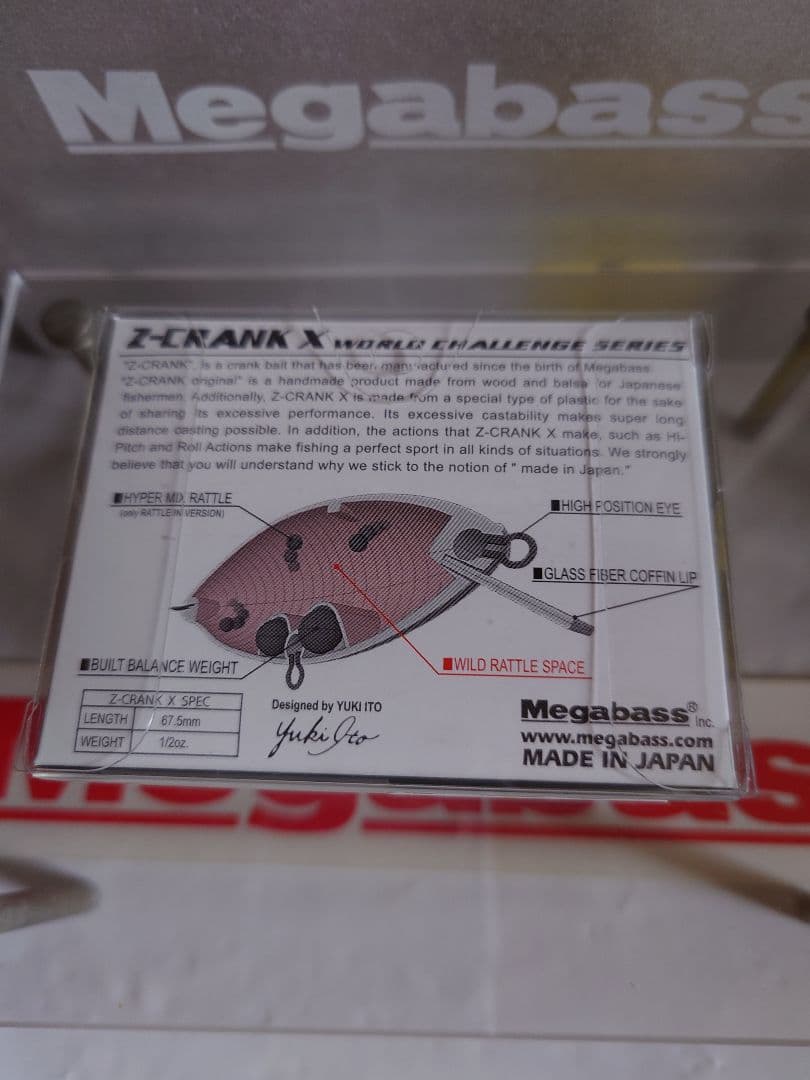 Megabass
Z-CRANK X WORLD CHALLENGE SERIES
"Z-CRANK", is a crank bait that has been manufactured since the birth of Megabass.
"Z-CRANK original" is a handmade product made from wood and balsa for Japanese
fishermen. Additionally, Z-CRANK X is made from a special type of plastic for the sake
of sharing its excessive performance. Its excessive castability makes super long
distance casting possible. In addition, the actions that Z-CRANK X make, such as Hi-
Pitch and Roll Actions make fishing a perfect sport in all kinds of situations. We strongly
believe that you will understand why we stick to the notion of " made in Japan."
HYPER MIX RATTLE
(only RATTLE IN VERSION)
HIGH POSITION EYE
GLASS FIBER COFFIN LIP
BUILT BALANCE WEIGHT
WILD RATTLE SPACE
Z-CRANK X SPEC
LENGTH 67.5mm
WEIGHT 1/2oz.
Designed by YUKI ITO
Yuki Ito
Megabass® Inc.
www.megabass.com
MADE IN JAPAN
Megabass